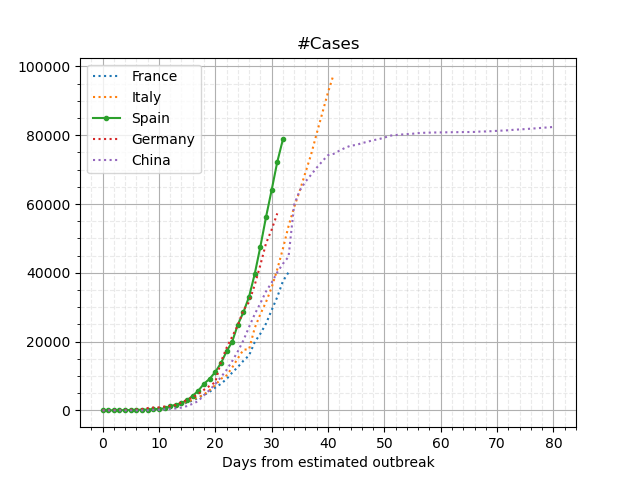 #Cases
100000
80000
60000
40000
20000
0
France
Italy
Spain
Germany
China
0 10 20 30 40 50 60 70 80
Days from estimated outbreak